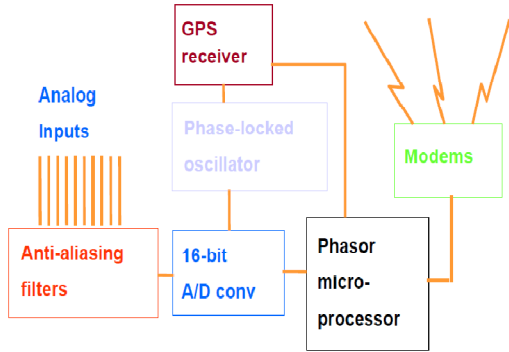 GPS
receiver
Analog
Inputs
Phase-locked
oscillator
Modems
Anti-aliasing
filters
16-bit
A/D conv
Phasor
micro-
processor